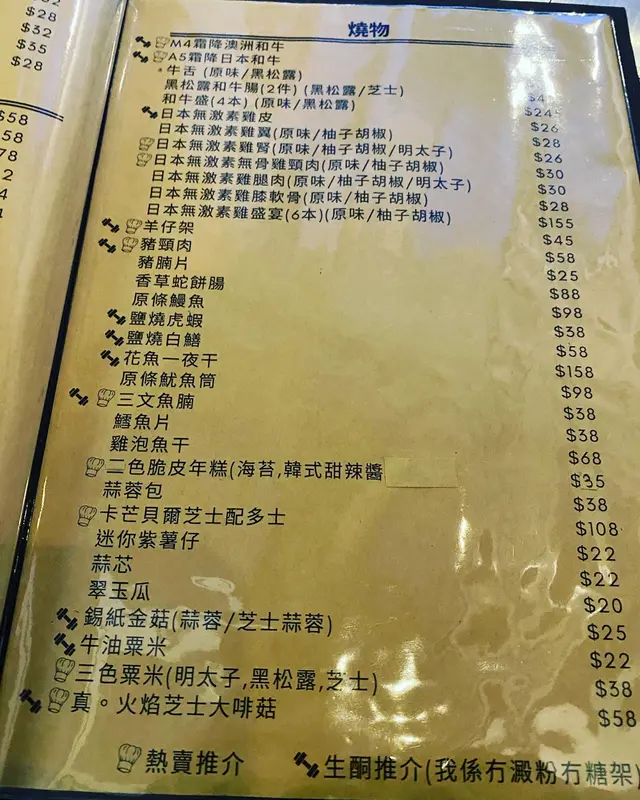 $28
$32
$35
$28
$58
58
78
燒物
M4霜降澳洲和牛
A5霜降日本和牛
牛舌 (原味/黑松露)
黑松露和牛腸(2件) (黑松露/芝士)
和牛盛(4本) (原味/黑松露)
日本無激素雞皮 $26
日本無激素雞翼(原味/柚子胡椒) $28
日本無激素雞腎(原味/柚子胡椒/明太子) $26
日本無激素無骨雞頸肉(原味/柚子胡椒) $30
日本無激素雞腿肉(原味/柚子胡椒/明太子) $30
日本無激素雞膝軟骨(原味/柚子胡椒) $28
日本無激素雞盛宴(6本)(原味/柚子胡椒) $155
羊仔架 $45
豬頸肉 $58
豬腩片 $25
香草蛇餅腸 $88
原條鰻魚 $98
鹽燒虎蝦 $38
鹽燒白鱔 $58
花魚一夜干 $158
原條魷魚筒 $98
三文魚腩 $38
鱈魚片 $38
雞泡魚干 $68
二色脆皮年糕(海苔,韓式甜辣醬 $35
蒜蓉包 $38
卡芒貝爾芝士配多士 $108
迷你紫薯仔 $22
蒜芯 $22
翠玉瓜 $20
錫紙金菇(蒜蓉/芝士蒜蓉) $25
牛油粟米 $22
三色粟米(明太子,黑松露,芝士) $38
真。火焰芝士大啡菇 $58
熱賣推介 生酮推介(我係冇澱粉冇糖架)